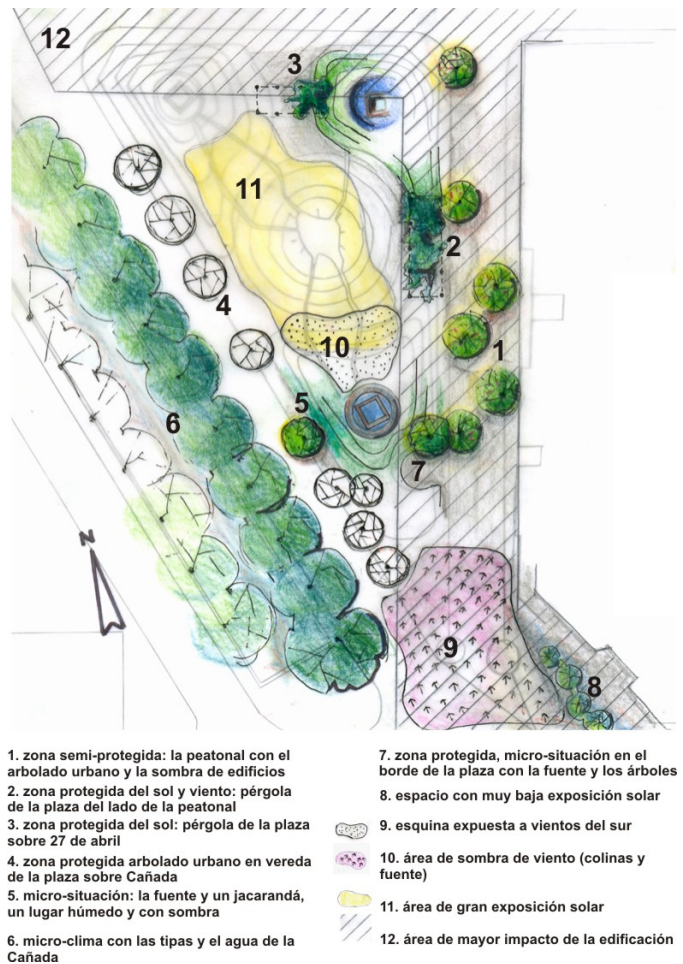 12
3
11
2
4
10
1
5
6
7
N
9
8
1. zona semi-protegida: la peatonal con el
arbolado urbano y la sombra de edificios
2. zona protegida del sol y viento: pérgola
de la plaza del lado de la peatonal
3. zona protegida del sol: pérgola de la plaza
sobre 27 de abril
4. zona protegida arbolado urbano en vereda
de la plaza sobre Cañada
5. micro-situación: la fuente y un jacarandá,
un lugar húmedo y con sombra
6. micro-clima con las tipas y el agua de la
Cañada
7. zona protegida, micro-situación en el
borde de la plaza con la fuente y los árboles
8. espacio con muy baja exposición solar
9. esquina expuesta a vientos del sur
10. área de sombra de viento (colinas y
fuente)
11. área de gran exposición solar
12. área de mayor impacto de la edificación